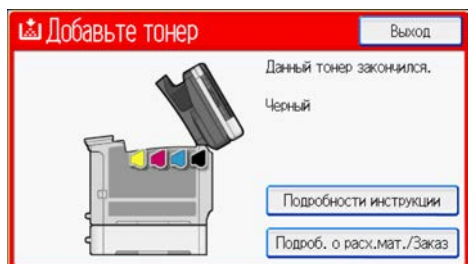 Добавьте тонер
Выход
Данный тонер закончился.
Черный
Подробности инструкции
Подроб. о расх.мат./Заказ